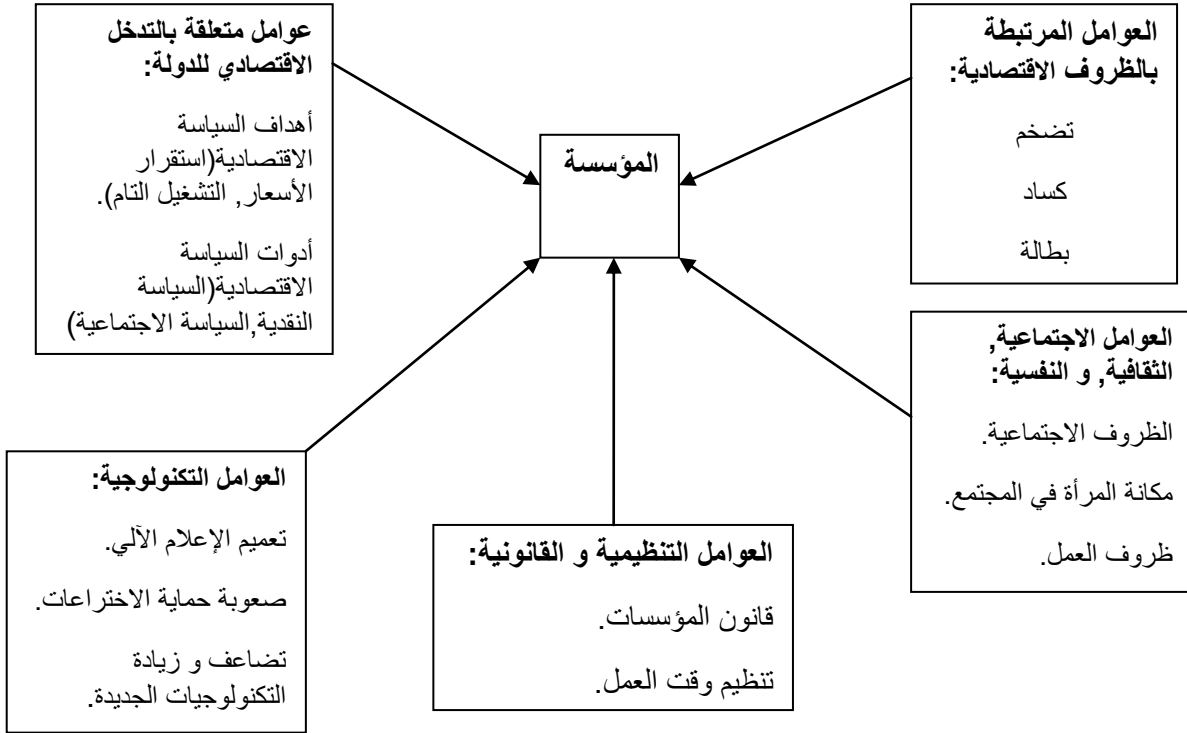 العوامل المرتبطة
بالظروف الاقتصادية:
تضخم
كساد
بطالة
المؤسسة
عوامل متعلقة بالتدخل
الاقتصادي للدولة:
أهداف السياسة
الاقتصادية(استقرار
الأسعار, التشغيل التام).
أدوات السياسة
الاقتصادية(السياسة
النقدية,السياسة الاجتماعية)
العوامل الاجتماعية,
الثقافية, و النفسية:
الظروف الاجتماعية.
مكانة المرأة في المجتمع.
ظروف العمل.
العوامل التنظيمية و القانونية:
قانون المؤسسات.
تنظيم وقت العمل.
العوامل التكنولوجية:
تعميم الإعلام الآلي.
صعوبة حماية الاختراعات.
تضاعف و زيادة
التكنولوجيات الجديدة.